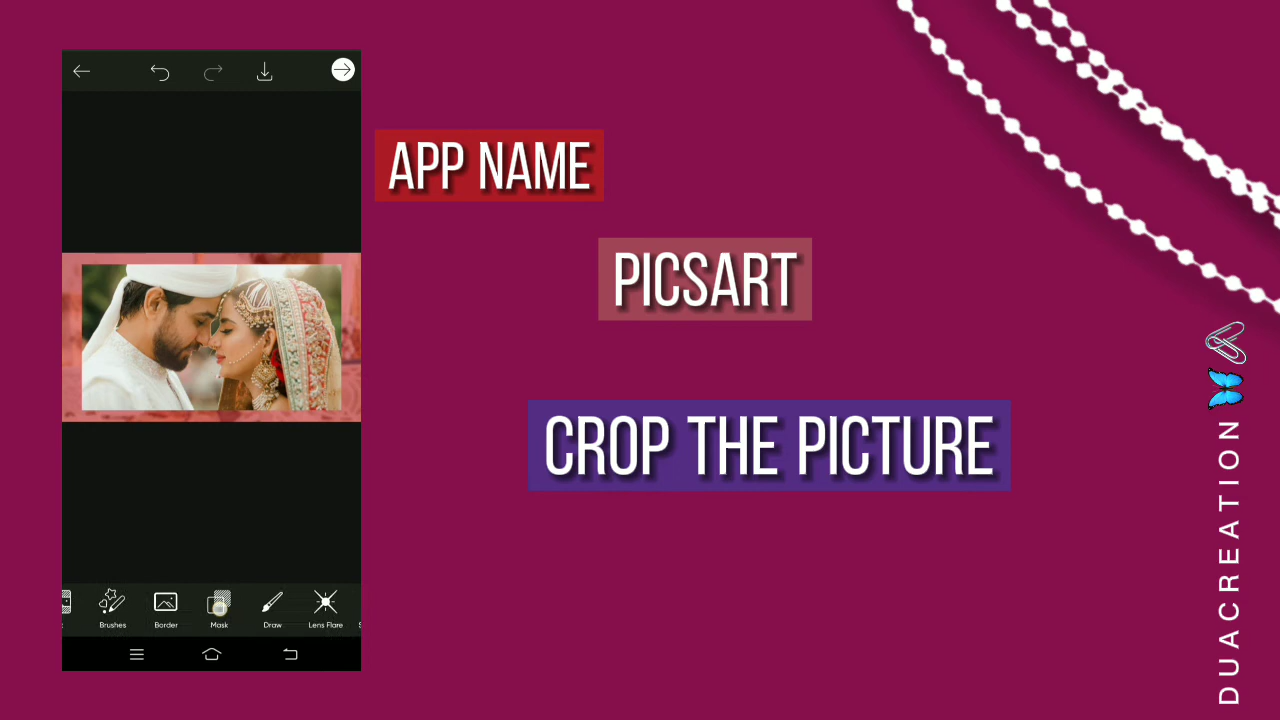 APP NAME
PICSART
CROP THE PICTURE
Brushes
Border
Mask
Draw
Lens Flare
DUACREATION